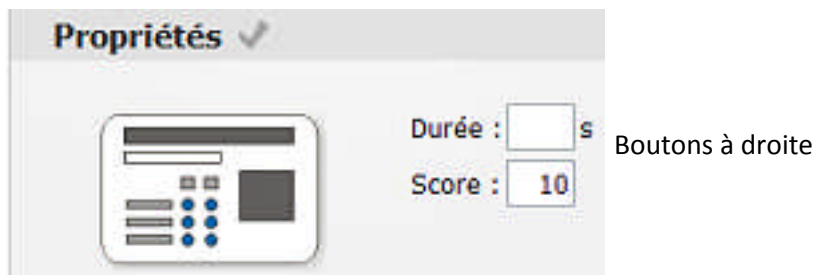 Propriétés
Durée : s
Boutons à droite
Score : 10